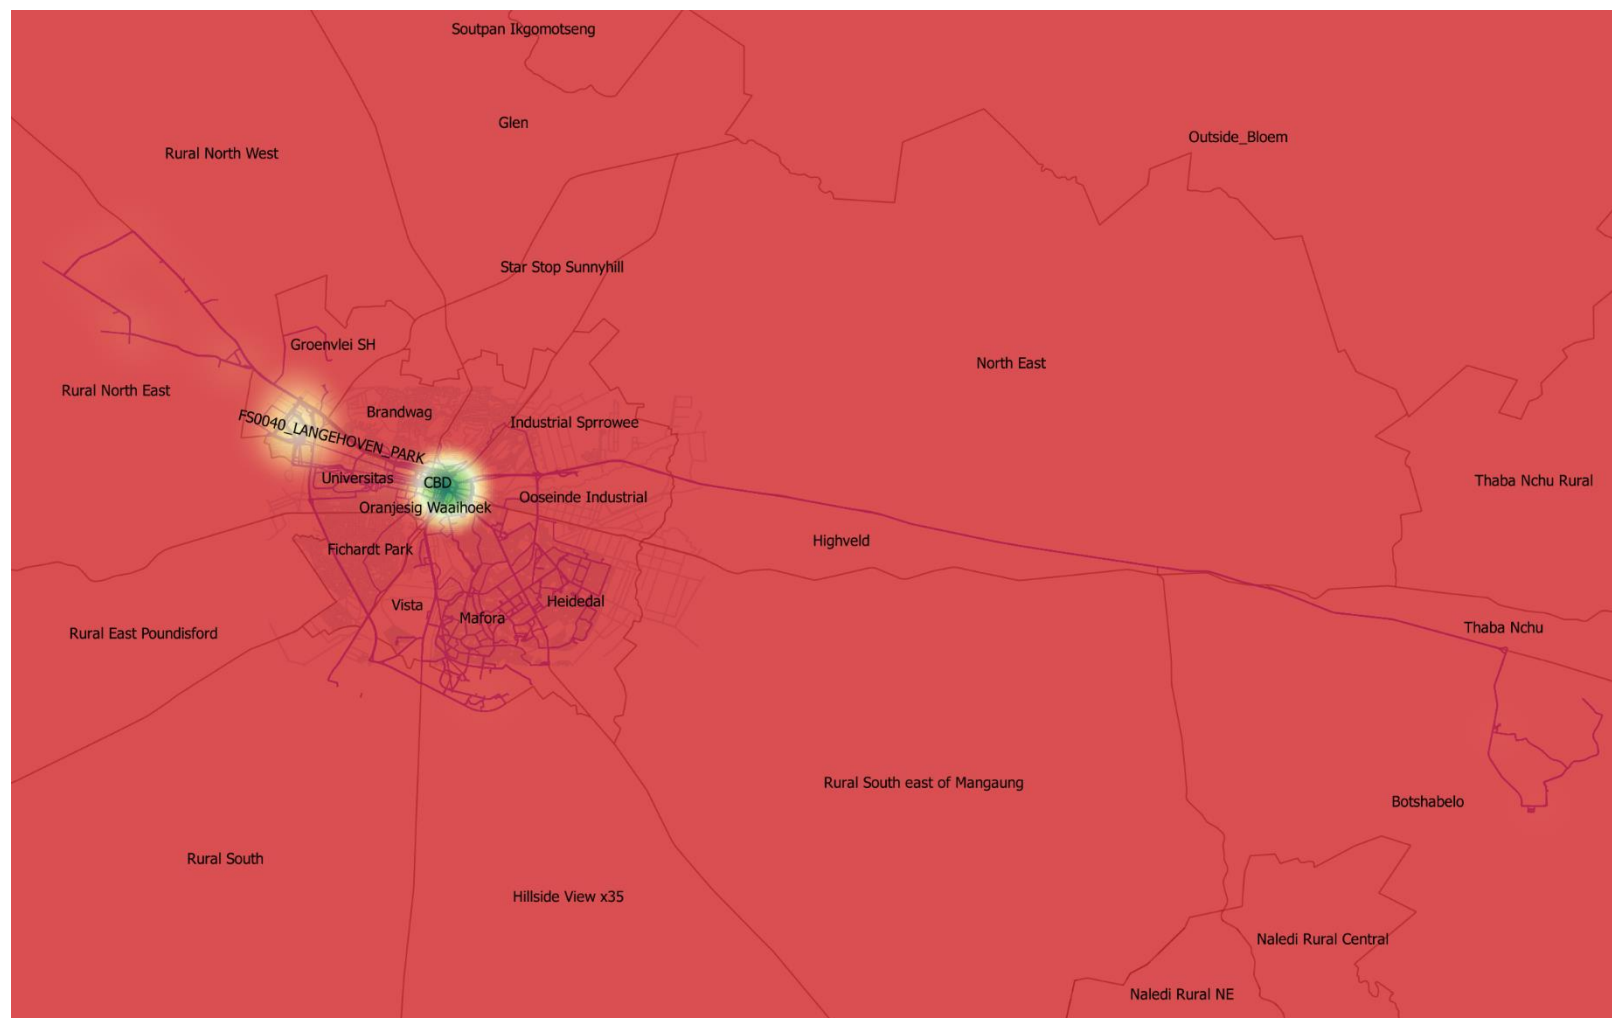 Soutpan Ikgomotseng
Glen
Outside_Bloem
Rural North West
Star Stop Sunnyhill
Groenvlei SH
North East
Rural North East
Brandwag
FS0040_LANGEHOVEN_PARK
Industial Sprrowee
Universitas
CBD
Thaba Nchu Rural
Ooseinde Industrial
Oranjesig Waaihoek
Highveld
Fichardt Park
Vista
Heidedal
Mafora
Thaba Nchu
Rural East Poundisford
Rural South east of Mangaung
Botshabelo
Rural South
Hillside View x35
Naledi Rural Central
Naledi Rural NE